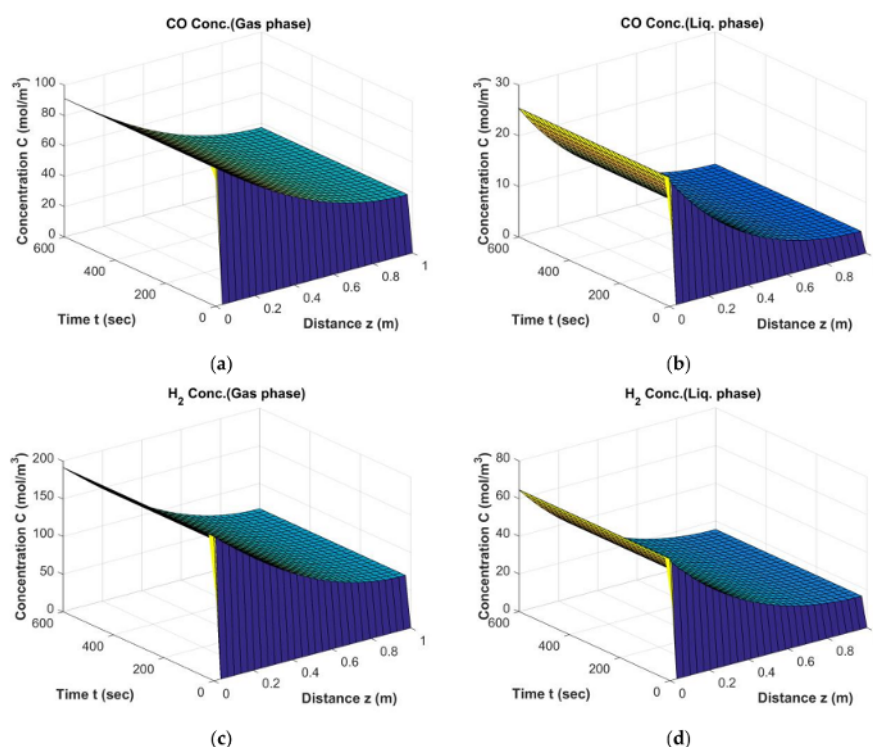 CO Conc.(Gas phase)
Concentration C (mol/m³)
100
80
60
40
20
0
600
400
200
0
Time t (sec)
0
0.2
0.4
0.6
0.8
1
Distance z (m)
(a)
CO Conc.(Liq. phase)
Concentration C (mol/m³)
30
20
10
0
600
400
200
0
Time t (sec)
0
0.2
0.4
0.6
0.8
Distance z (m)
(b)
H₂ Conc.(Gas phase)
Concentration C (mol/m³)
200
150
100
50
0
600
400
200
0
Time t (sec)
0
0.2
0.4
0.6
0.8
1
Distance z (m)
(c)
H₂ Conc.(Liq. phase)
Concentration C (mol/m³)
80
60
40
20
0
600
400
200
0
Time t (sec)
0
0.2
0.4
0.6
0.8
Distance z (m)
(d)